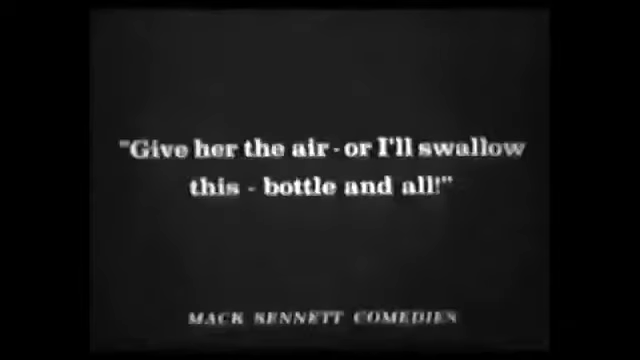 "Give her the air - or I'll swallow
this - bottle and all!"
MACK SENNETT COMEDIES